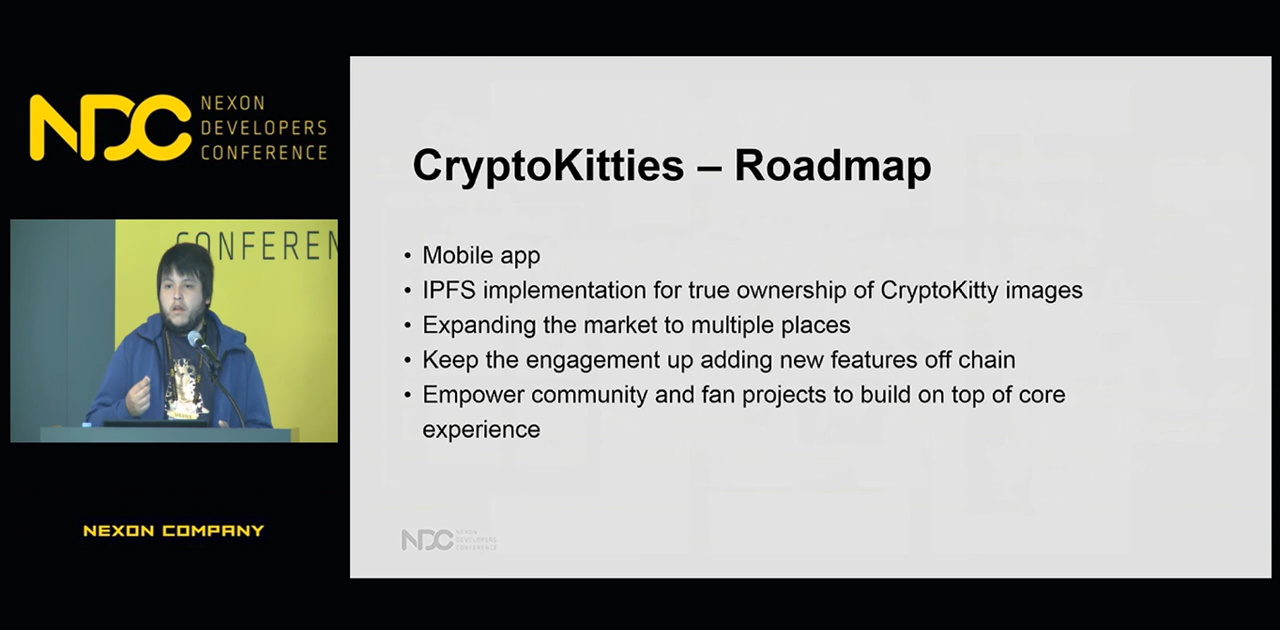 NDC NEXON
DEVELOPERS
CONFERENCE
CONFEREN
NEXON COMPANY
CryptoKitties – Roadmap
• Mobile app
• IPFS implementation for true ownership of CryptoKitty images
• Expanding the market to multiple places
• Keep the engagement up adding new features off chain
• Empower community and fan projects to build on top of core
experience
NDC NEXON
DEVELOPERS
CONFERENCE